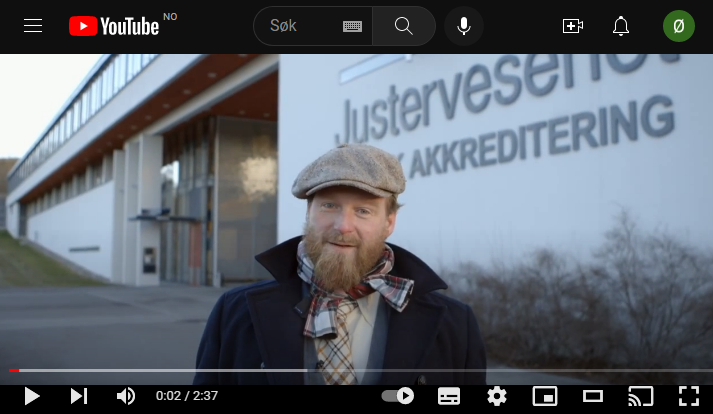 YouTube NO
Søk
Ø
Justervesenet
AKKREDITERING
0:02 / 2:37